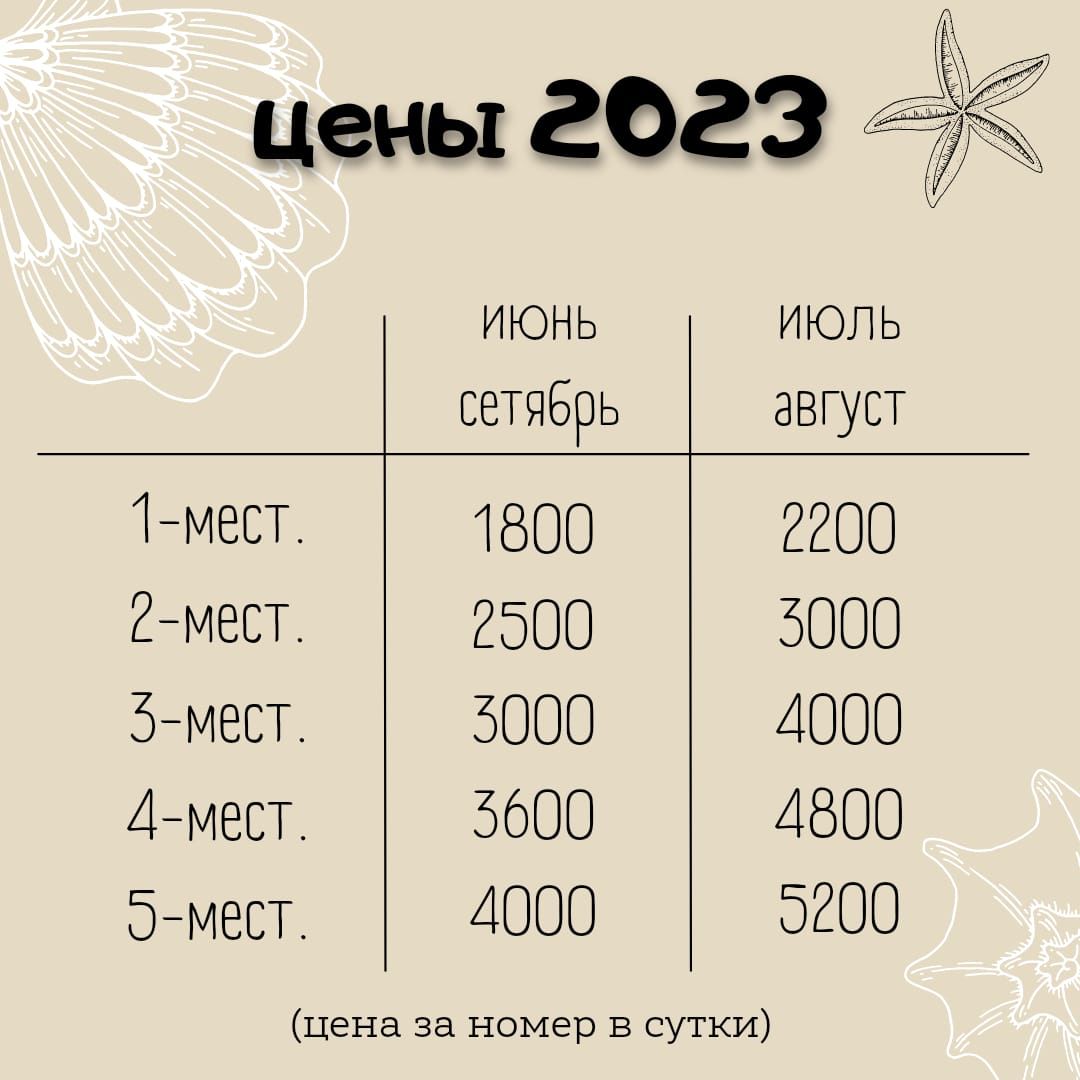 цены 2023
июнь июль
сетябрь август
1-мест. 1800 2200
2-мест. 2500 3000
3-мест. 3000 4000
4-мест. 3600 4800
5-мест. 4000 5200
(цена за номер в сутки)